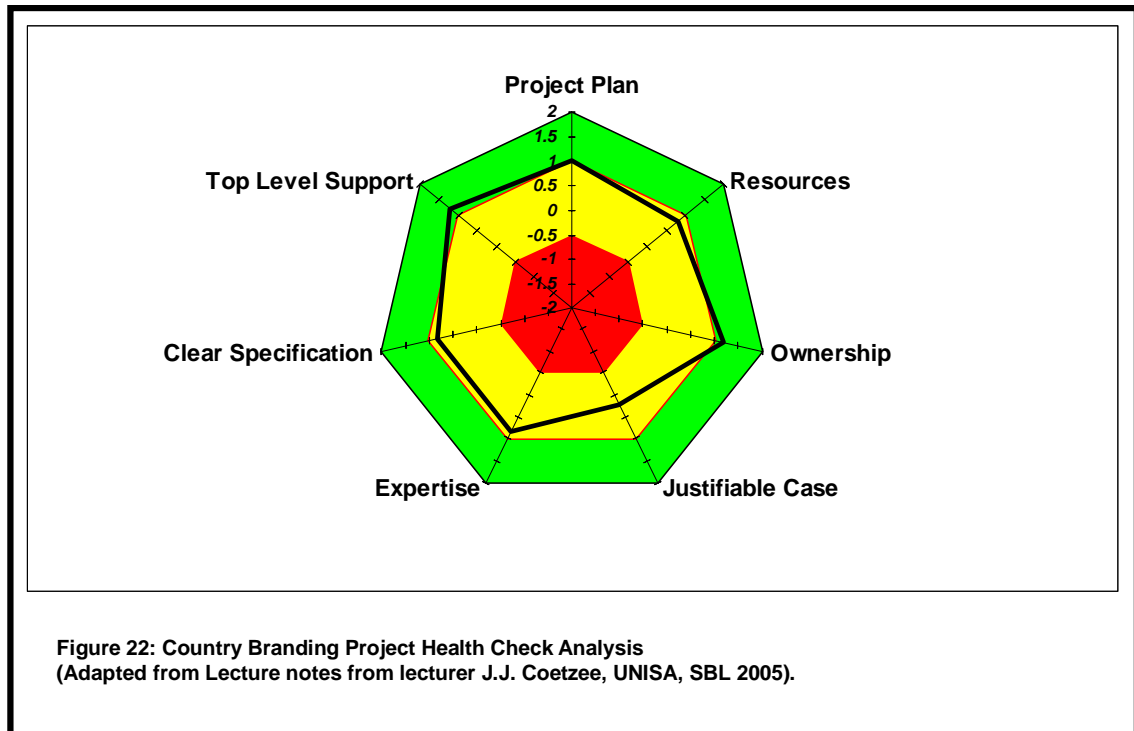 Project Plan
2
1.5
1
0.5
0
-0.5
-1
-1.5
-2
Top Level Support
Resources
Clear Specification
Ownership
Expertise
Justifiable Case
Figure 22: Country Branding Project Health Check Analysis
(Adapted from Lecture notes from lecturer J.J. Coetzee, UNISA, SBL 2005).